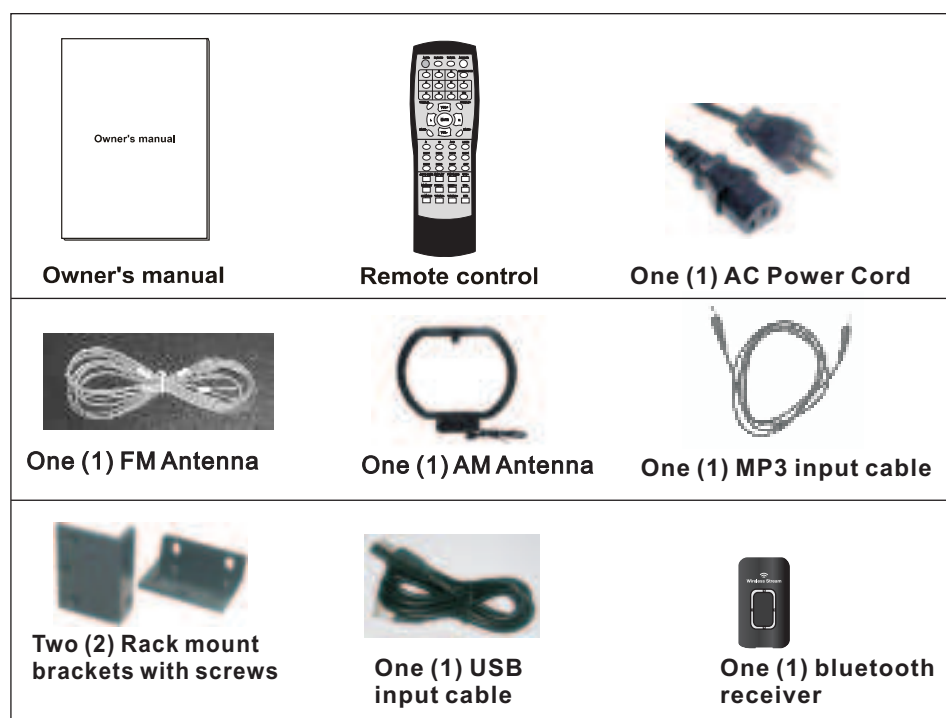 Owner's manual
Owner's manual
Remote control
One (1) AC Power Cord
One (1) FM Antenna
One (1) AM Antenna
One (1) MP3 input cable
Two (2) Rack mount
brackets with screws
One (1) USB
input cable
Wireless Stream
One (1) bluetooth
receiver